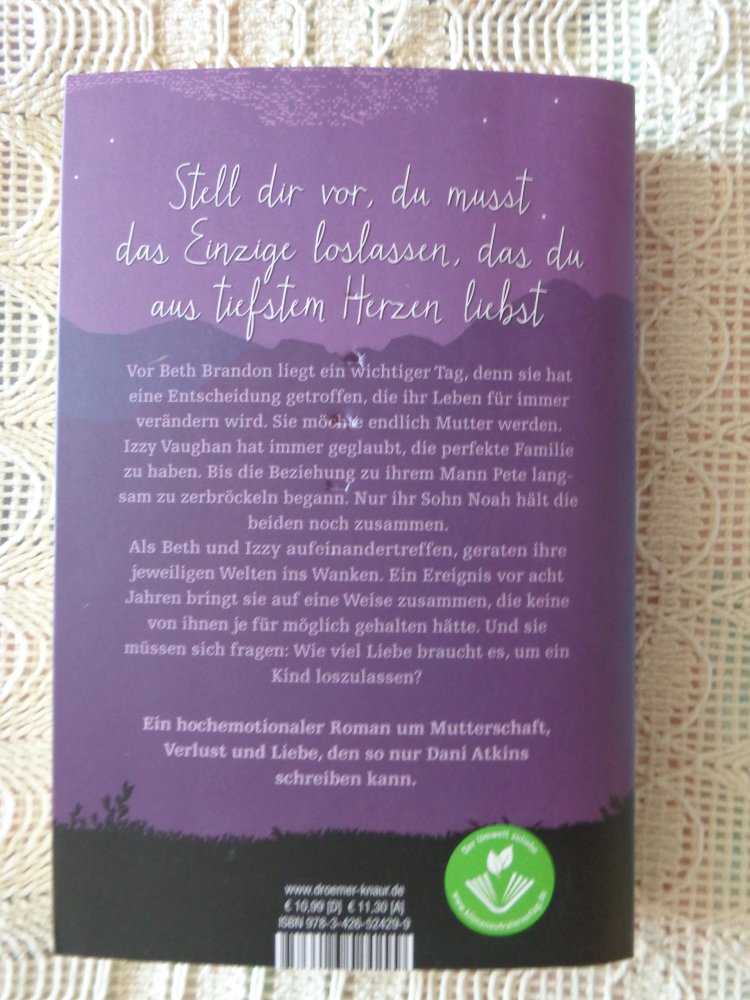 Stell dir vor, du musst
das Einzige loslassen, das du
aus tiefstem Herzen liebst
Vor Beth Brandon liegt ein wichtiger Tag, denn sie hat
eine Entscheidung getroffen, die ihr Leben für immer
verändern wird. Sie möchte endlich Mutter werden.
Izzy Vaughan hat immer geglaubt, die perfekte Familie
zu haben. Bis die Beziehung zu ihrem Mann Pete lang-
sam zu zerbröckeln begann. Nur ihr Sohn Noah hält die
beiden noch zusammen.
Als Beth und Izzy aufeinandertreffen, geraten ihre
jeweiligen Welten ins Wanken. Ein Ereignis vor acht
Jahren bringt sie auf eine Weise zusammen, die keine
von ihnen je für möglich gehalten hätte. Und sie
müssen sich fragen: Wie viel Liebe braucht es, um ein
Kind loszulassen?
Ein hochemotionaler Roman um Mutterschaft,
Verlust und Liebe, den so nur Dani Atkins
schreiben kann.
Der Umwelt zuliebe
www.klimaneutralerverlag.de
www.droemer-knaur.de
€ 10,99 [D] € 11,30 [A]
ISBN 978-3-426-52429-9